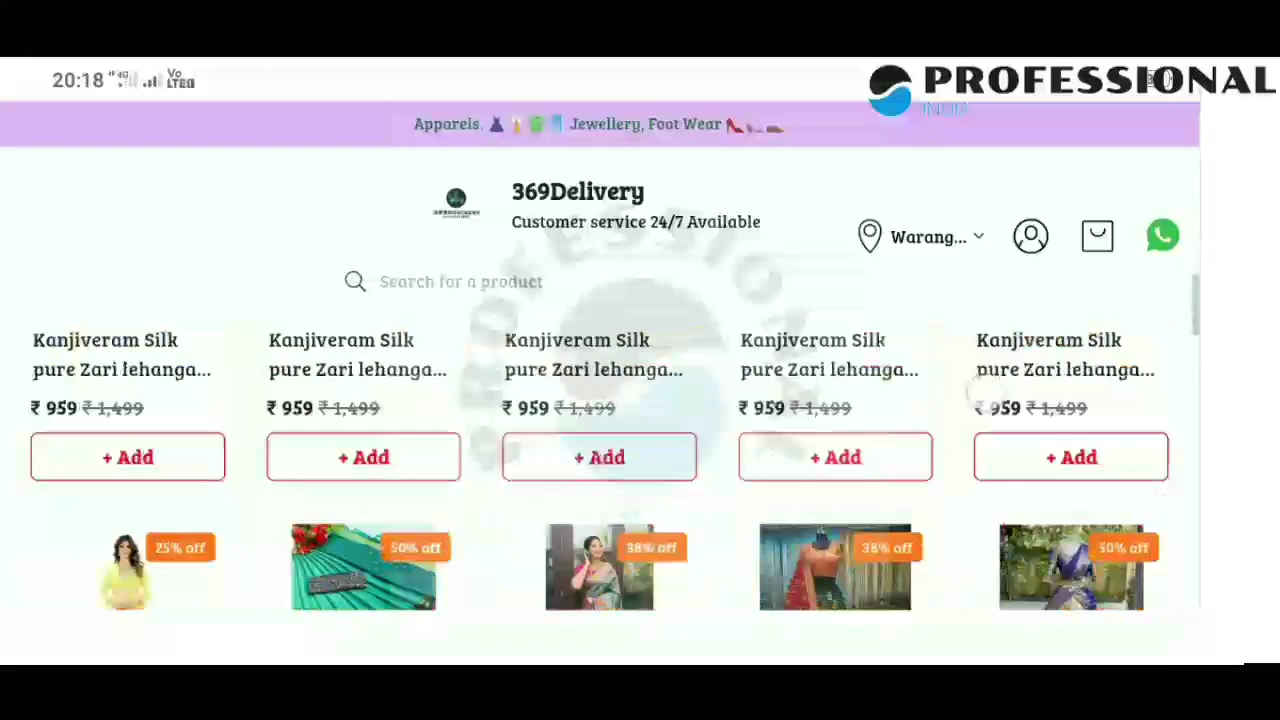 20:18
PROFESSIONAL
Apparels, Jewellery, Foot Wear
369Delivery
Customer service 24/7 Available
Warang...
Search for a product
PROFESSIONAL
Kanjiveram Silk pure Zari lehanga...
Kanjiveram Silk pure Zari lehanga...
Kanjiveram Silk pure Zari lehanga...
Kanjiveram Silk pure Zari lehanga...
Kanjiveram Silk pure Zari lehanga...
₹ 959 ₹ 1,499
₹ 959 ₹ 1,499
₹ 959 ₹ 1,499
₹ 959 ₹ 1,499
₹ 959 ₹ 1,499
+ Add
+ Add
+ Add
+ Add
+ Add
25% off
50% off
38% off
38% off
50% off